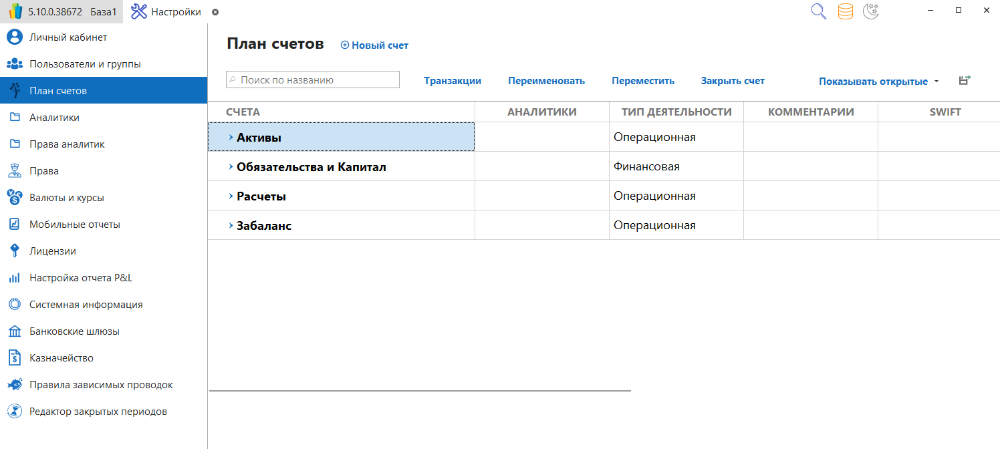 5.10.0.38672 База1 Настройки
Личный кабинет
Пользователи и группы
План счетов
Аналитики
Права аналитик
Права
Валюты и курсы
Мобильные отчеты
Лицензии
Настройка отчета P&L
Системная информация
Банковские шлюзы
Казначейство
Правила зависимых проводок
Редактор закрытых периодов
План счетов Новый счет
Поиск по названию Транзакции Переименовать Переместить Закрыть счет Показывать открытые
СЧЕТА АНАЛИТИКИ ТИП ДЕЯТЕЛЬНОСТИ КОММЕНТАРИИ SWIFT
Активы Операционная
Обязательства и Капитал Финансовая
Расчеты Операционная
Забаланс Операционная